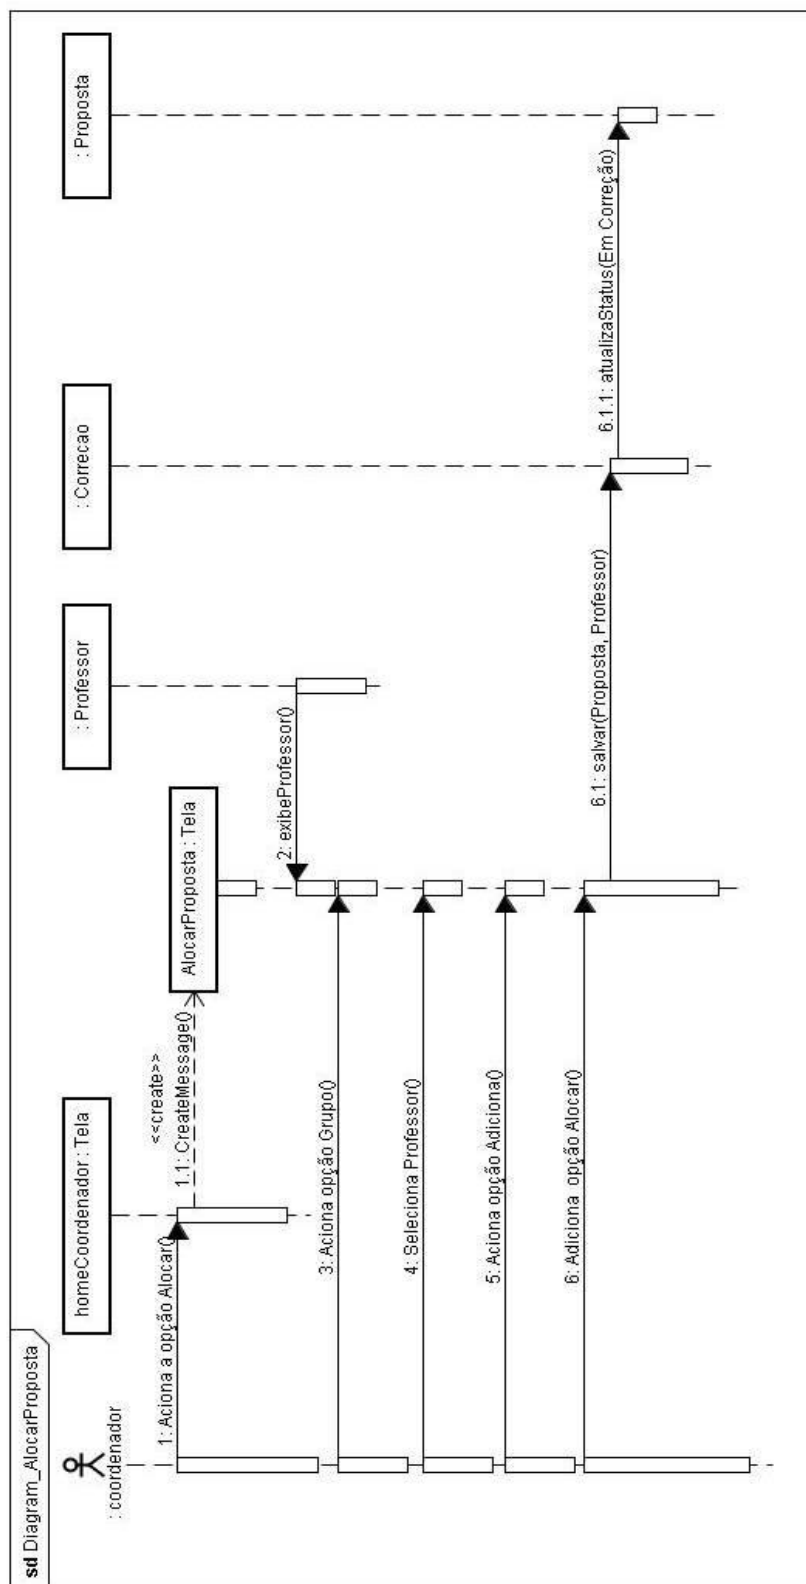 sd Diagram_AlocarProposta
: coordenador
homeCoordenador : Tela
AlocarProposta : Tela
: Professor
: Correcao
: Proposta
1: Aciona a opção Alocar()
<<create>>
1.1: CreateMessage()
2: exibeProfessor()
3: Aciona opção Grupo()
4: Seleciona Professor()
5: Aciona opção Adiciona()
6: Adiciona opção Alocar()
6.1: salvar(Proposta, Professor)
6.1.1: atualizaStatus(Em Correção)